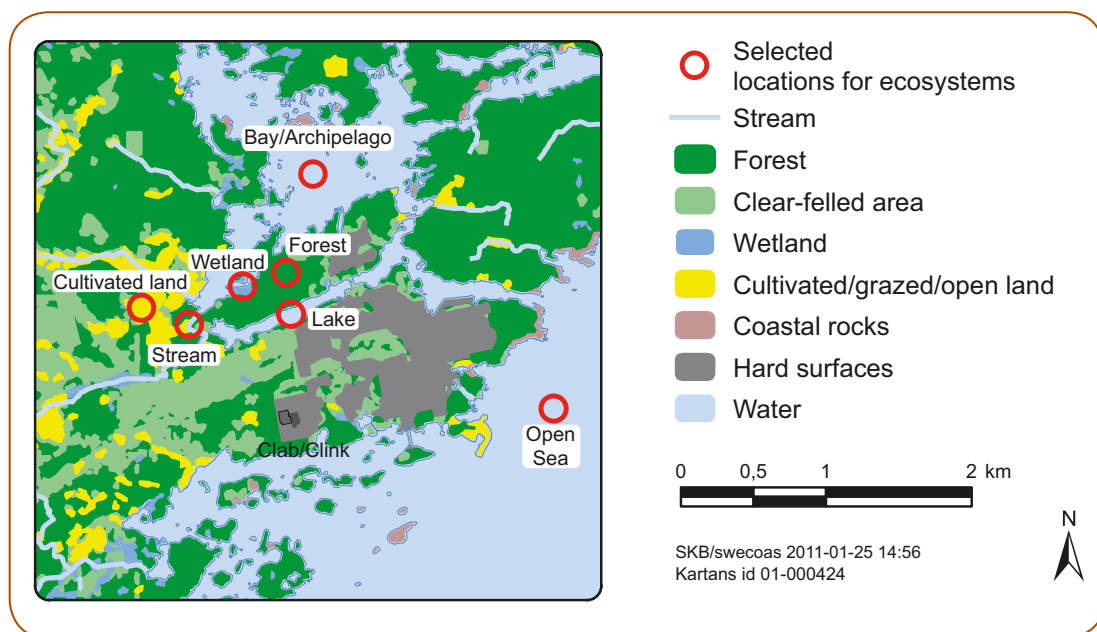 Bay/Archipelago
Forest
Wetland
Cultivated land
Lake
Stream
Open
Sea
Clab/Clink
Selected
locations for ecosystems
Stream
Forest
Clear-felled area
Wetland
Cultivated/grazed/open land
Coastal rocks
Hard surfaces
Water
0 0,5 1 2 km
N
SKB/swecoas 2011-01-25 14:56
Kartans id 01-000424